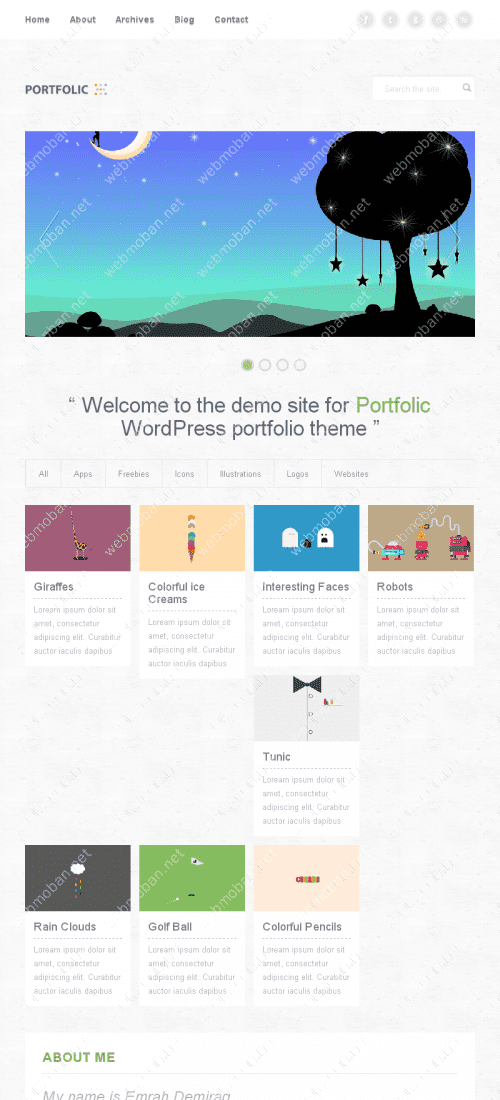 Home About Archives Blog Contact
PORTFOLIC
Search the site
“ Welcome to the demo site for Portfolic
WordPress portfolio theme ”
All Apps Freebies Icons Illustrations Logos Websites
Giraffes
Lorem ipsum dolor sit
amet, consectetur
adipiscing elit. Curabitur
auctor iaculis dapibus
Colorful ice
Creams
Lorem ipsum dolor sit
amet, consectetur
adipiscing elit. Curabitur
auctor iaculis dapibus
Interesting Faces
Lorem ipsum dolor sit
amet, consectetur
adipiscing elit. Curabitur
auctor iaculis dapibus
Robots
Lorem ipsum dolor sit
amet, consectetur
adipiscing elit. Curabitur
auctor iaculis dapibus
Tunic
Lorem ipsum dolor sit
amet, consectetur
adipiscing elit. Curabitur
auctor iaculis dapibus
Rain Clouds
Lorem ipsum dolor sit
amet, consectetur
adipiscing elit. Curabitur
auctor iaculis dapibus
Golf Ball
Lorem ipsum dolor sit
amet, consectetur
adipiscing elit. Curabitur
auctor iaculis dapibus
Colorful Pencils
Lorem ipsum dolor sit
amet, consectetur
adipiscing elit. Curabitur
auctor iaculis dapibus
ABOUT ME
My name is Emrah Demirag
webmoban.net